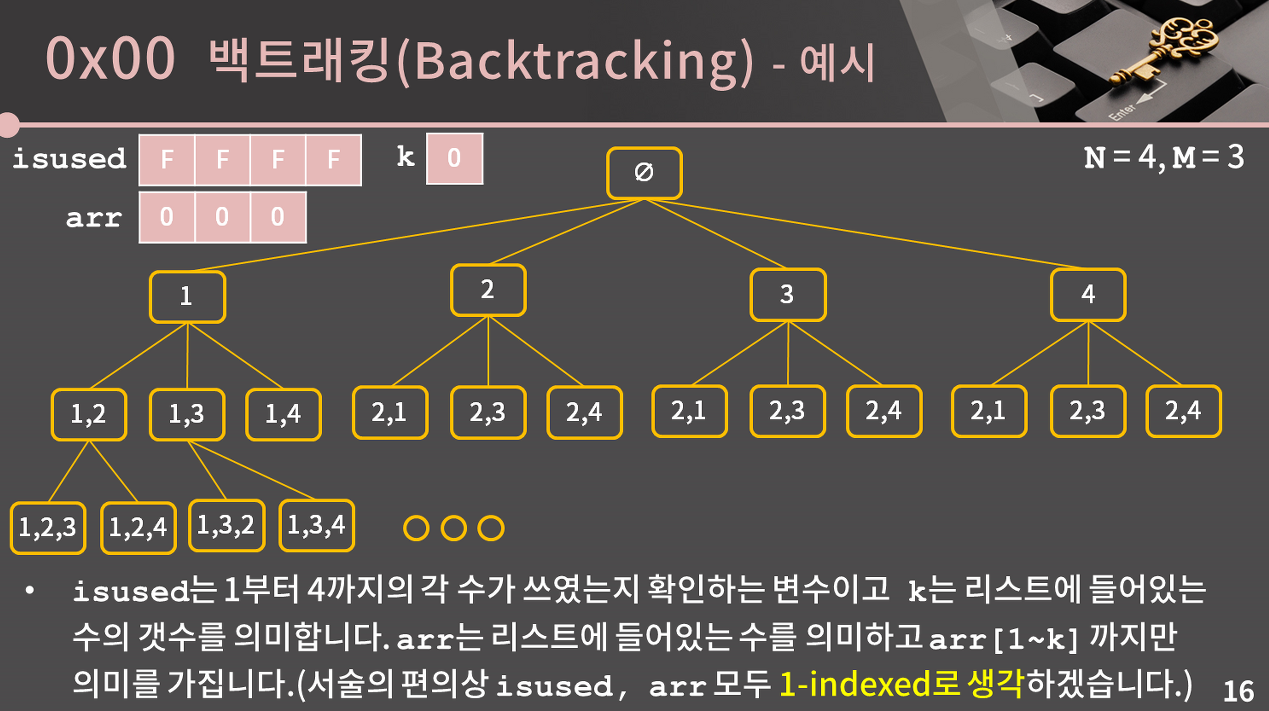 0x00 백트래킹(Backtracking) - 예시
Enter
isused F F F F k 0
N = 4, M = 3
∅
arr 0 0 0
1 2 3 4
1,2 1,3 1,4 2,1 2,3 2,4 2,1 2,3 2,4 2,1 2,3 2,4
1,2,3 1,2,4 1,3,2 1,3,4
• isused는 1부터 4까지의 각 수가 쓰였는지 확인하는 변수이고 k는 리스트에 들어있는
수의 갯수를 의미합니다. arr는 리스트에 들어있는 수를 의미하고 arr[1~k] 까지만
의미를 가집니다.(서술의 편의상 isused, arr 모두 1-indexed로 생각하겠습니다.)
16